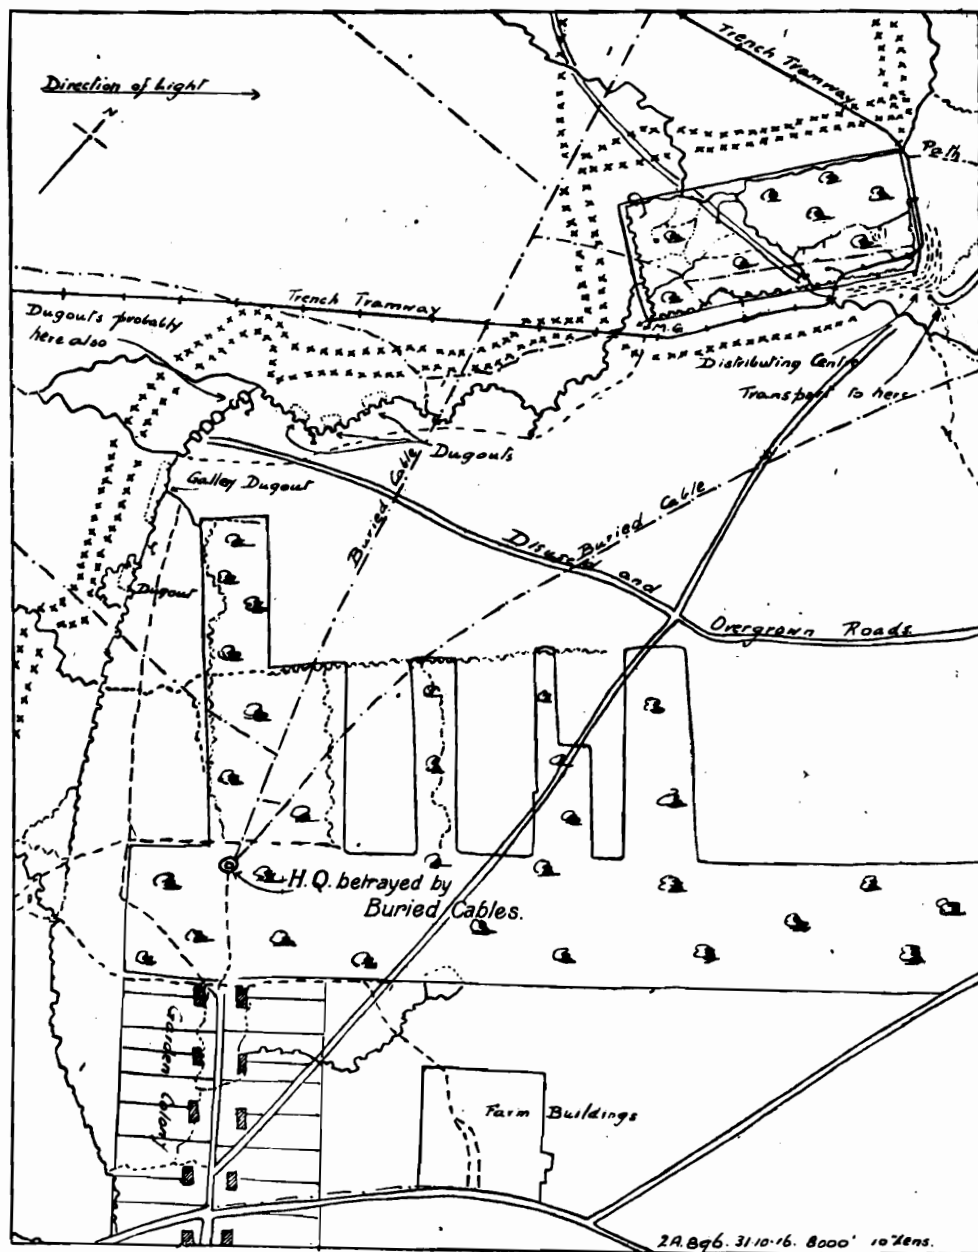 Direction of Light
N
Trench Tramway
Path
Trench Tramway
Dugouts probably
here also
M.G.
Distributing Centre
Transport to here
Dugouts
Galley Dugout
Buried Cable
Buried Cable
Disused and
Overgrown Roads.
Dugout
H.Q. betrayed by
Buried Cables.
Garden Colony
Farm Buildings
2A.B96. 31-10-16. 8000' 10" Lens.